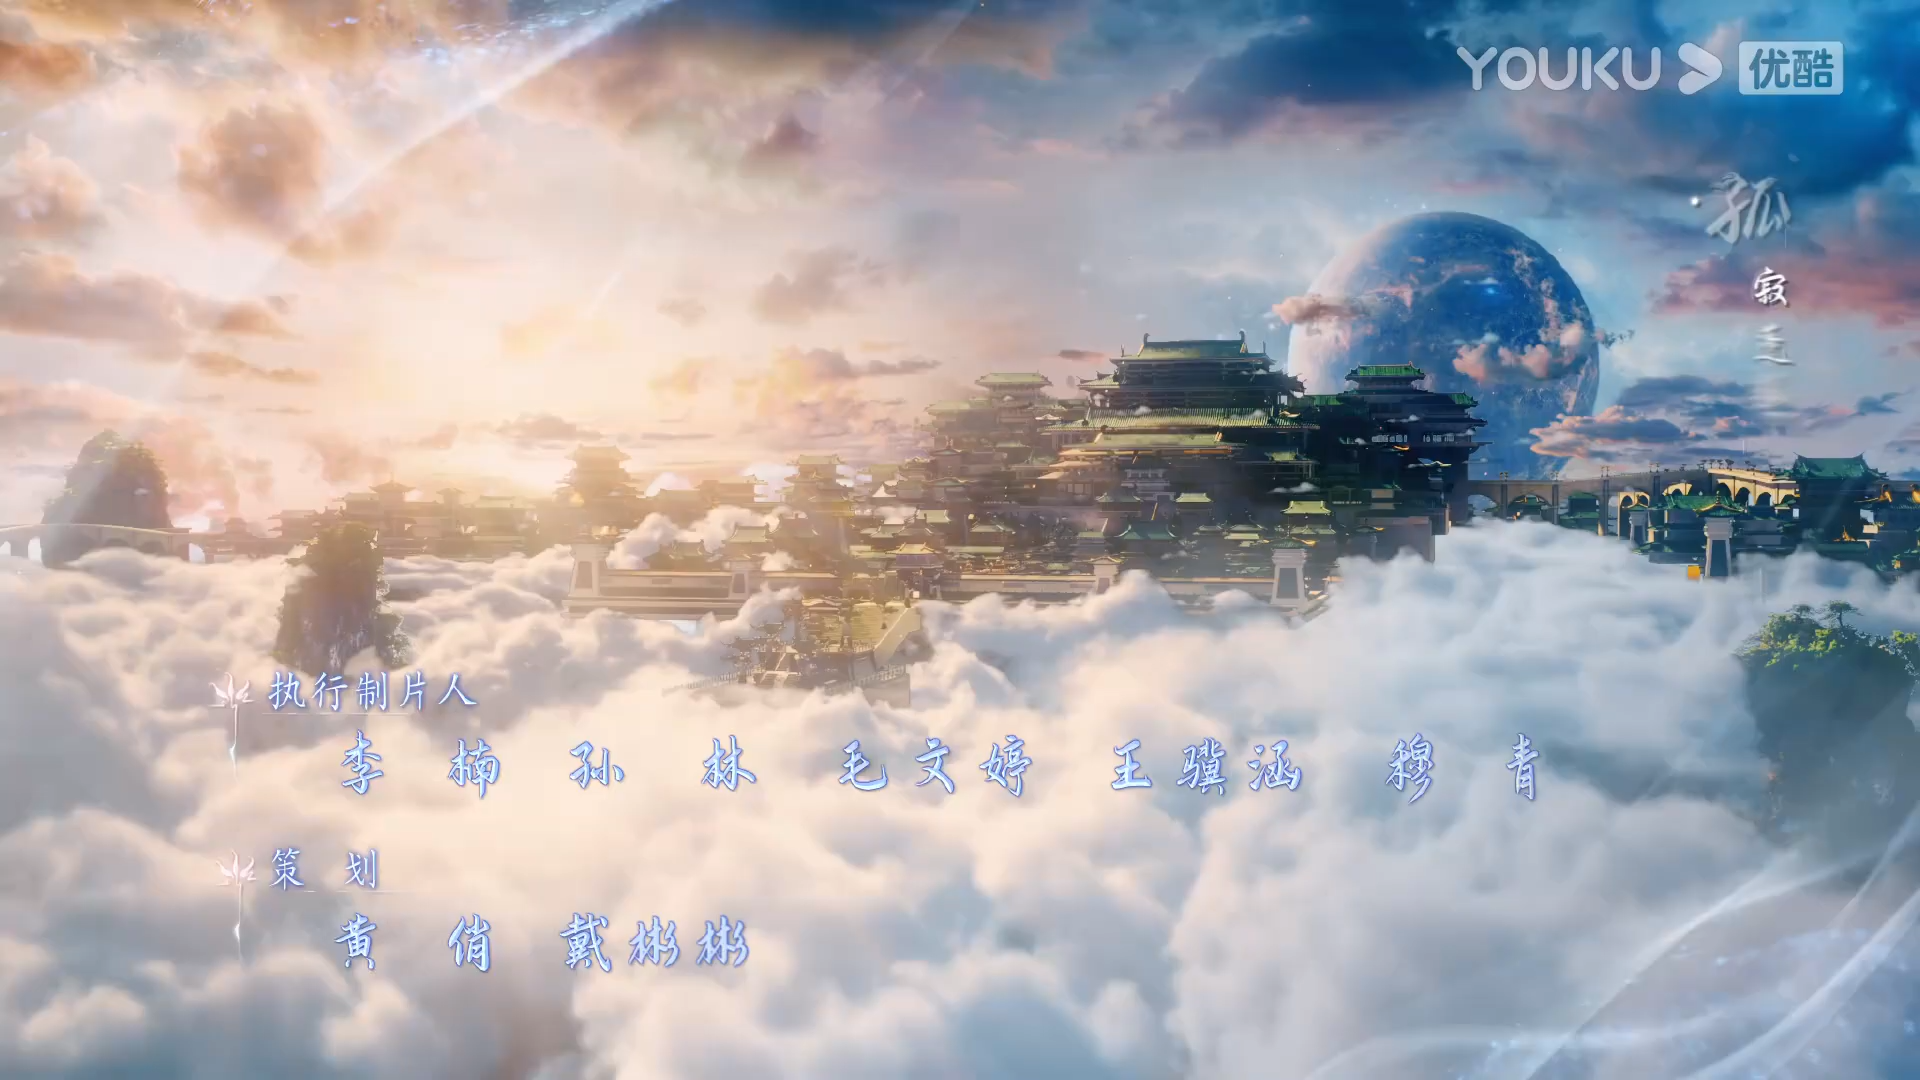 YOUKU 优酷
孤
寂
执行制片人
李楠 孙林 毛文婷 王骥涵 穆青
策划
黄俏 戴彬彬